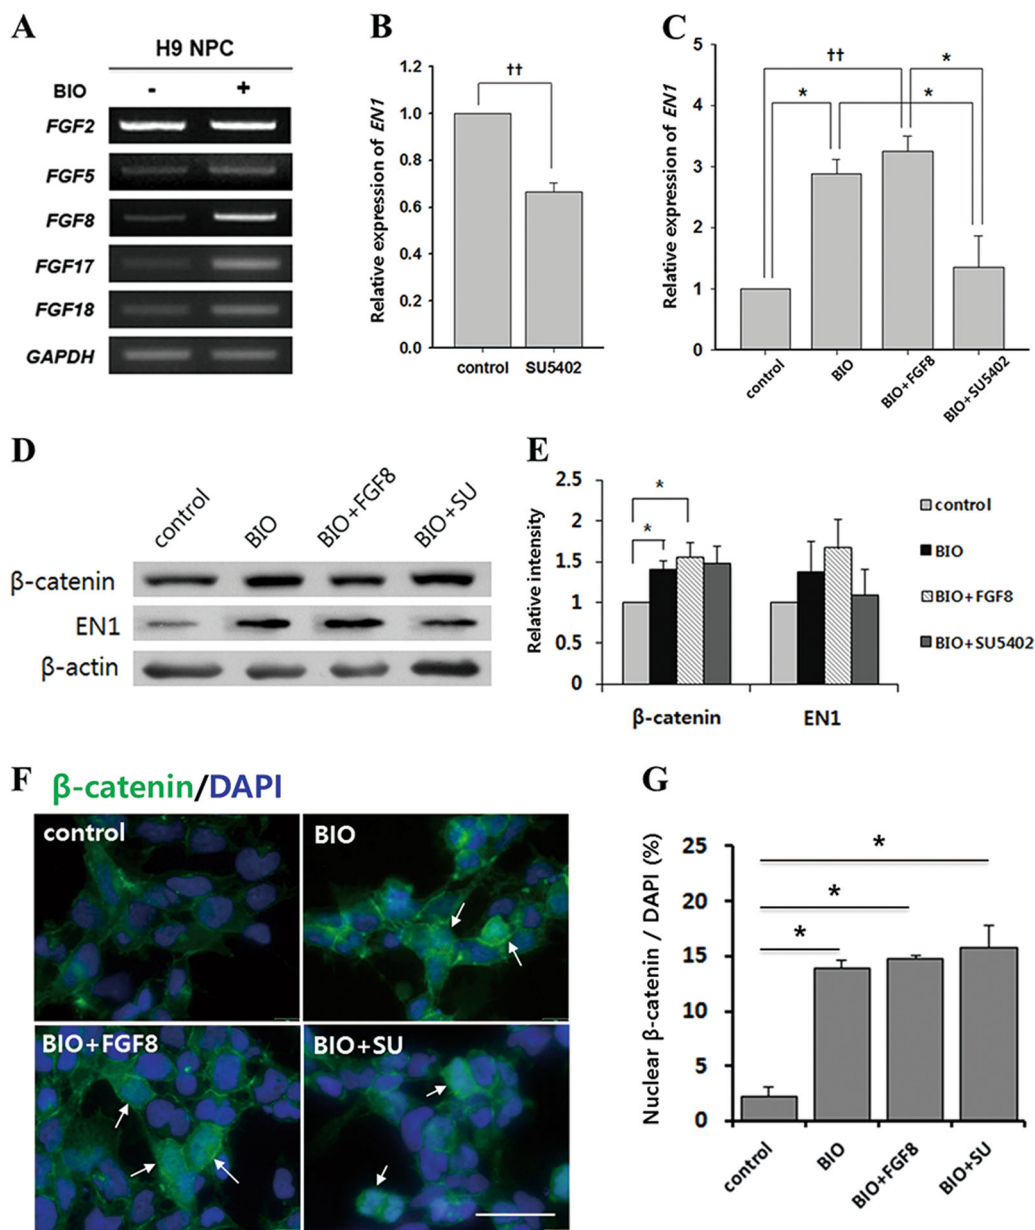 A
H9 NPC
BIO - +
FGF2
FGF5
FGF8
FGF17
FGF18
GAPDH
B
Relative expression of EN1
1.2
1.0
0.8
0.6
0.4
0.2
0.0
††
control SU5402
C
Relative expression of EN1
5
4
3
2
1
0
††
*
*
*
control
BIO
BIO+FGF8
BIO+SU5402
D
control
BIO
BIO+FGF8
BIO+SU
β-catenin
EN1
β-actin
E
Relative intensity
2.5
2
1.5
1
0.5
0
*
*
β-catenin EN1
control
BIO
BIO+FGF8
BIO+SU5402
F
β-catenin/DAPI
control
BIO
BIO+FGF8
BIO+SU
G
Nuclear β-catenin / DAPI (%)
25
20
15
10
5
0
*
*
*
control
BIO
BIO+FGF8
BIO+SU